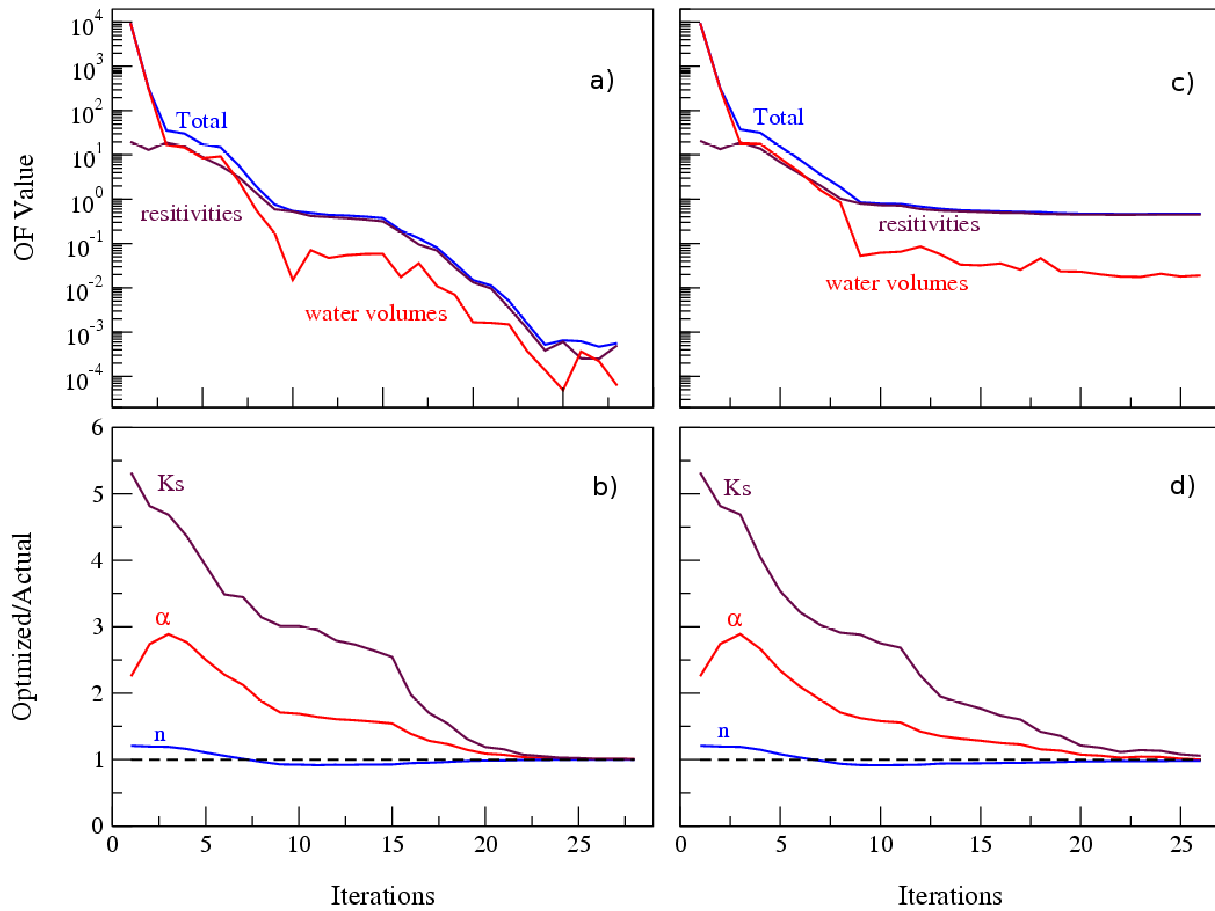 10^4
10^3
10^2
10^1
10^0
10^-1
10^-2
10^-3
10^-4
OF Value
a)
Total
resitivities
water volumes
c)
Total
resitivities
water volumes
6
5
4
3
2
1
0
Optimized/Actual
b)
Ks
α
n
d)
Ks
α
n
0 5 10 15 20 25
0 5 10 15 20 25
Iterations
Iterations